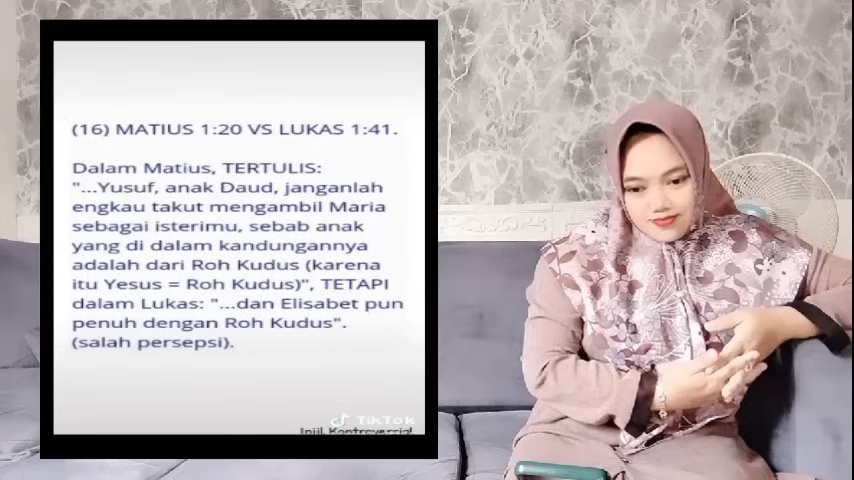 (16) MATIUS 1:20 VS LUKAS 1:41.
Dalam Matius, TERTULIS:
"...Yusuf, anak Daud, janganlah
engkau takut mengambil Maria
sebagai isterimu, sebab anak
yang di dalam kandungannya
adalah dari Roh Kudus (karena
itu Yesus = Roh Kudus)", TETAPI
dalam Lukas: "...dan Elisabet pun
penuh dengan Roh Kudus".
(salah persepsi).
TikTok
Injil Kontroversial